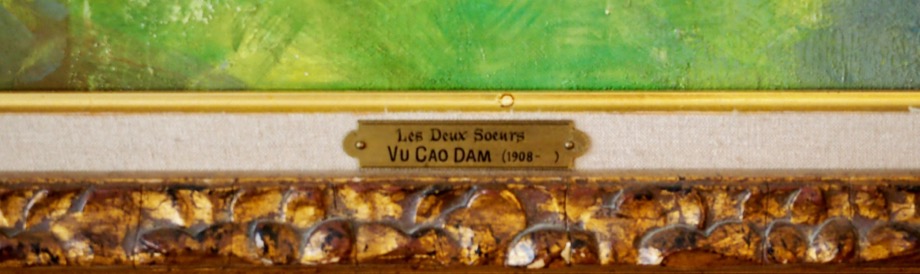 Les Deux Soeurs
VU CAO DAM (1908- )